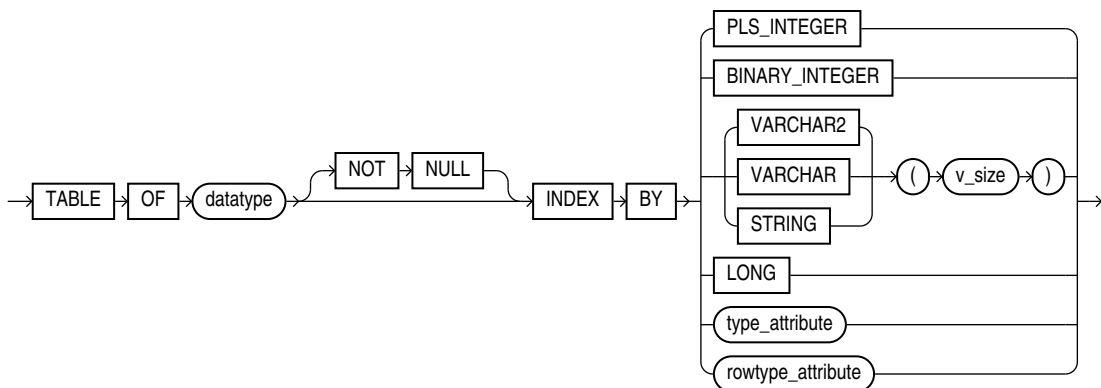 PLS_INTEGER
BINARY_INTEGER
VARCHAR2
NOT NULL
VARCHAR ( v_size )
TABLE OF datatype INDEX BY
STRING
LONG
type_attribute
rowtype_attribute